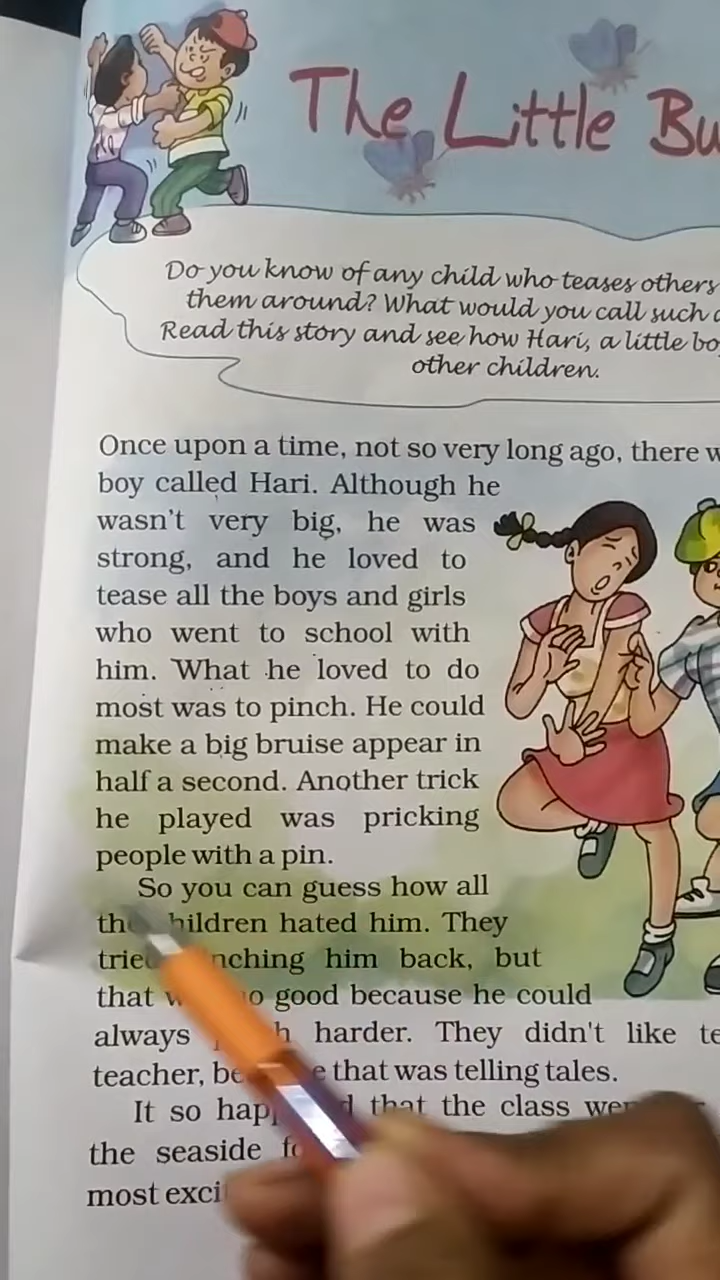 The Little Bu
Do you know of any child who teases others
them around? What would you call such a
Read this story and see how Hari, a little bo
other children.
Once upon a time, not so very long ago, there w
boy called Hari. Although he
wasn't very big, he was
strong, and he loved to
tease all the boys and girls
who went to school with
him. What he loved to do
most was to pinch. He could
make a big bruise appear in
half a second. Another trick
he played was pricking
people with a pin.
So you can guess how all
the hildren hated him. They
tried nching him back, but
that no good because he could
always harder. They didn't like te
teacher, be e that was telling tales.
It so hap d that the class wen
the seaside fo
most exci